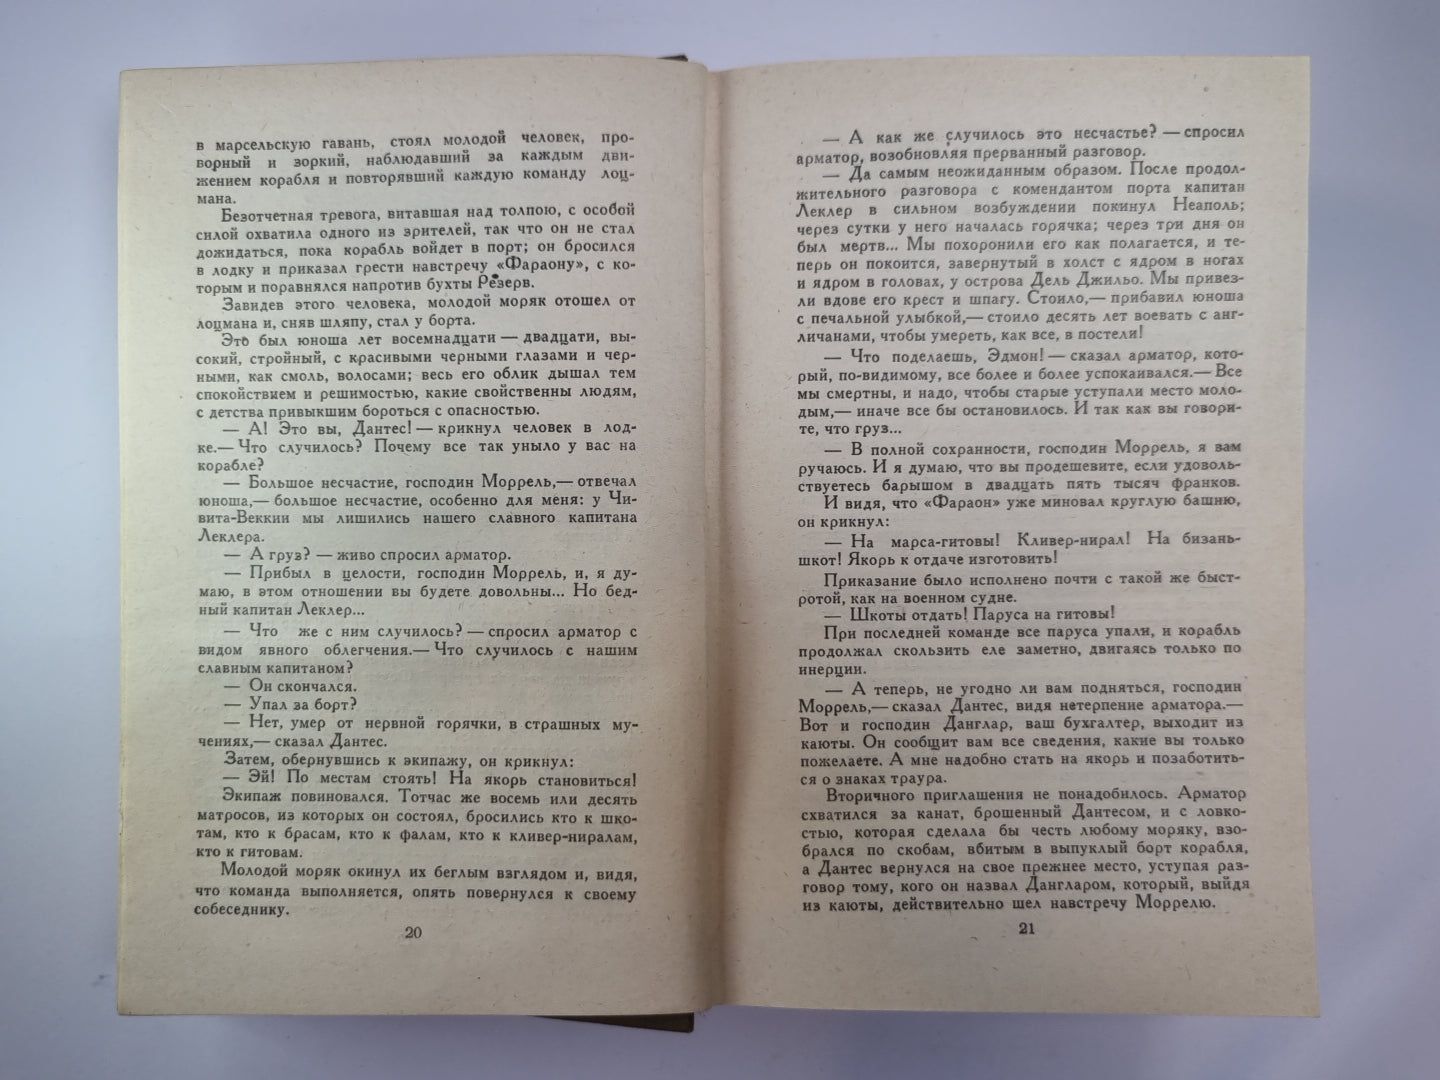 в марсельскую гавань, стоял молодой человек, про-
ворный и зоркий, наблюдавший за каждым дви-
жением корабля и повторявший каждую команду лоц-
мана.
Безотчетная тревога, витавшая над толпою, с особой
силой охватила одного из зрителей, так что он не стал
дожидаться, пока корабль войдет в порт; он бросился
в лодку и приказал грести навстречу «Фараону», с ко-
торым и поравнялся напротив бухты Резерв.
Завидев этого человека, молодой моряк отошел от
лоцмана и, сняв шляпу, стал у борта.
Это был юноша лет восемнадцати — двадцати, вы-
сокий, стройный, с красивыми черными глазами и чер-
ными, как смоль, волосами; весь его облик дышал тем
спокойствием и решимостью, какие свойственны людям,
с детства привыкшим бороться с опасностью.
— А! Это вы, Дантес! — крикнул человек в лод-
ке.— Что случилось? Почему все так уныло у вас на
корабле?
— Большое несчастие, господин Моррель,— отвечал
юноша,— большое несчастие, особенно для меня: у Чи-
вита-Веккии мы лишились нашего славного капитана
Леклера.
— А груз? — живо спросил арматор.
— Прибыл в целости, господин Моррель, и, я ду-
маю, в этом отношении вы будете довольны... Но бед-
ный капитан Леклер...
— Что же с ним случилось? — спросил арматор с
видом явного облегчения.— Что случилось с нашим
славным капитаном?
— Он скончался.
— Упал за борт?
— Нет, умер от нервной горячки, в страшных му-
чениях,— сказал Дантес.
Затем, обернувшись к экипажу, он крикнул:
— Эй! По местам стоять! На якорь становиться!
Экипаж повиновался. Тотчас же восемь или десять
матросов, из которых он состоял, бросились кто к шко-
там, кто к брасам, кто к фалам, кто к кливер-ниралам,
кто к гитовам.
Молодой моряк окинул их беглым взглядом и, видя,
что команда выполняется, опять повернулся к своему
собеседнику.
20
— А как же случилось это несчастье? — спросил
арматор, возобновляя прерванный разговор.
— Да самым неожиданным образом. После продол-
жительного разговора с комендантом порта капитан
Леклер в сильном возбуждении покинул Неаполь;
через сутки у него началась горячка; через три дня он
был мертв... Мы похоронили его как полагается, и те-
перь он покоится, завернутый в холст с ядром в ногах
и ядром в головах, у острова Дель Джильо. Мы привез-
ли вдове его крест и шпагу. Стоило,— прибавил юноша
с печальной улыбкой,— стоило десять лет воевать с анг-
личанами, чтобы умереть, как все, в постели!
— Что поделаешь, Эдмон! — сказал арматор, кото-
рый, по-видимому, все более и более успокаивался.— Все
мы смертны, и надо, чтобы старые уступали место моло-
дым,— иначе все бы остановилось. И так как вы говори-
те, что груз...
— В полной сохранности, господин Моррель, я вам
ручаюсь. И я думаю, что вы продешевите, если удоволь-
ствуетесь барышом в двадцать пять тысяч франков.
И видя, что «Фараон» уже миновал круглую башню,
он крикнул:
— На марса-гитовы! Кливер-нирал! На бизань-
шкот! Якорь к отдаче изготовить!
Приказание было исполнено почти с такой же быст-
ротой, как на военном судне.
— Шкоты отдать! Паруса на гитовы!
При последней команде все паруса упали, и корабль
продолжал скользить еле заметно, двигаясь только по
инерции.
— А теперь, не угодно ли вам подняться, господин
Моррель,— сказал Дантес, видя нетерпение арматора.—
Вот и господин Данглар, ваш бухгалтер, выходит из
каюты. Он сообщит вам все сведения, какие вы только
пожелаете. А мне надобно стать на якорь и позаботить-
ся о знаках траура.
Вторичного приглашения не понадобилось. Арматор
схватился за канат, брошенный Дантесом, и с ловко-
стью, которая сделала бы честь любому моряку, взо-
брался по скобам, вбитым в выпуклый борт корабля,
а Дантес вернулся на свое прежнее место, уступая раз-
говор тому, кого он назвал Дангларом, который, выйдя
из каюты, действительно шел навстречу Моррелю.
21